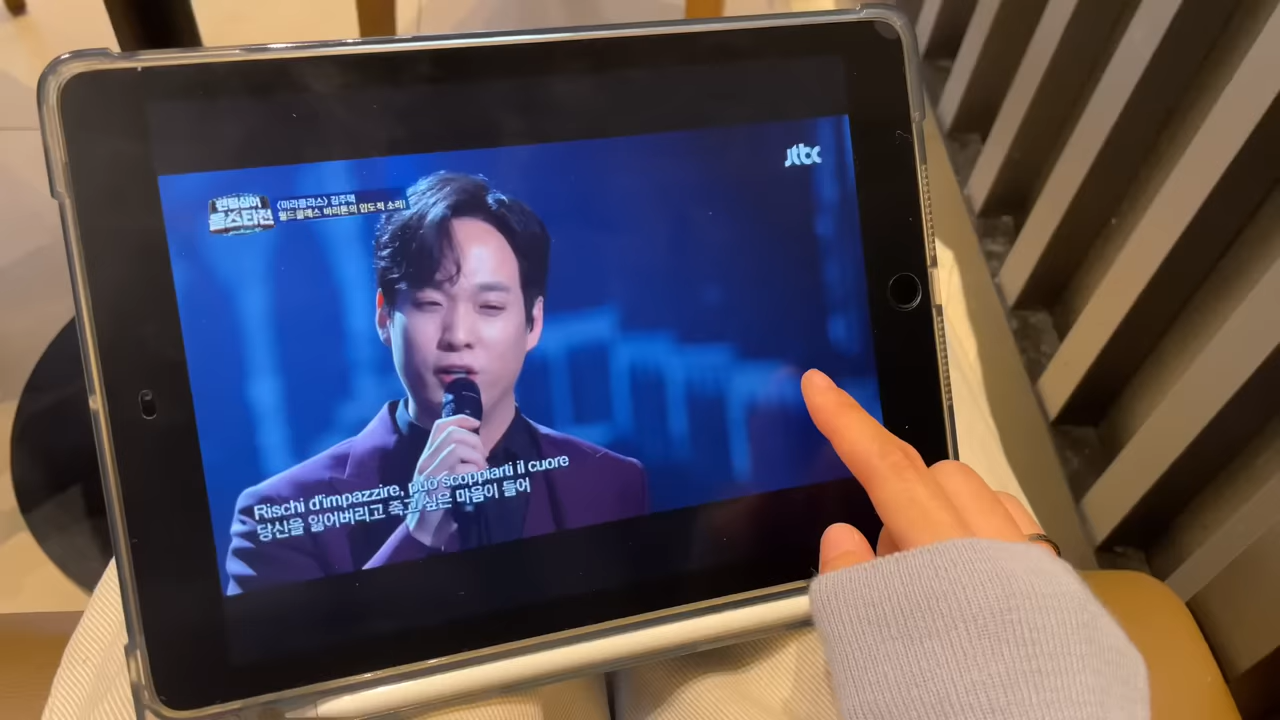 팬텀싱어
올스타전
<미라클라스> 김주택
월드클래스 바리톤의 압도적 소리!
jtbc
Rischi d'impazzire, può scoppiarti il cuore
당신을 잃어버리고 죽고 싶은 마음이 들어